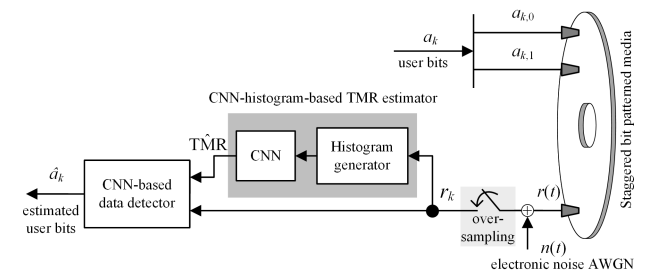 a_k
user bits
a_{k,0}
a_{k,1}
Staggered bit patterned media
CNN-histogram-based TMR estimator
TM̂R
CNN
Histogram
generator
â_k
estimated
user bits
CNN-based
data detector
r_k
over-
sampling
r(t)
n(t)
electronic noise AWGN